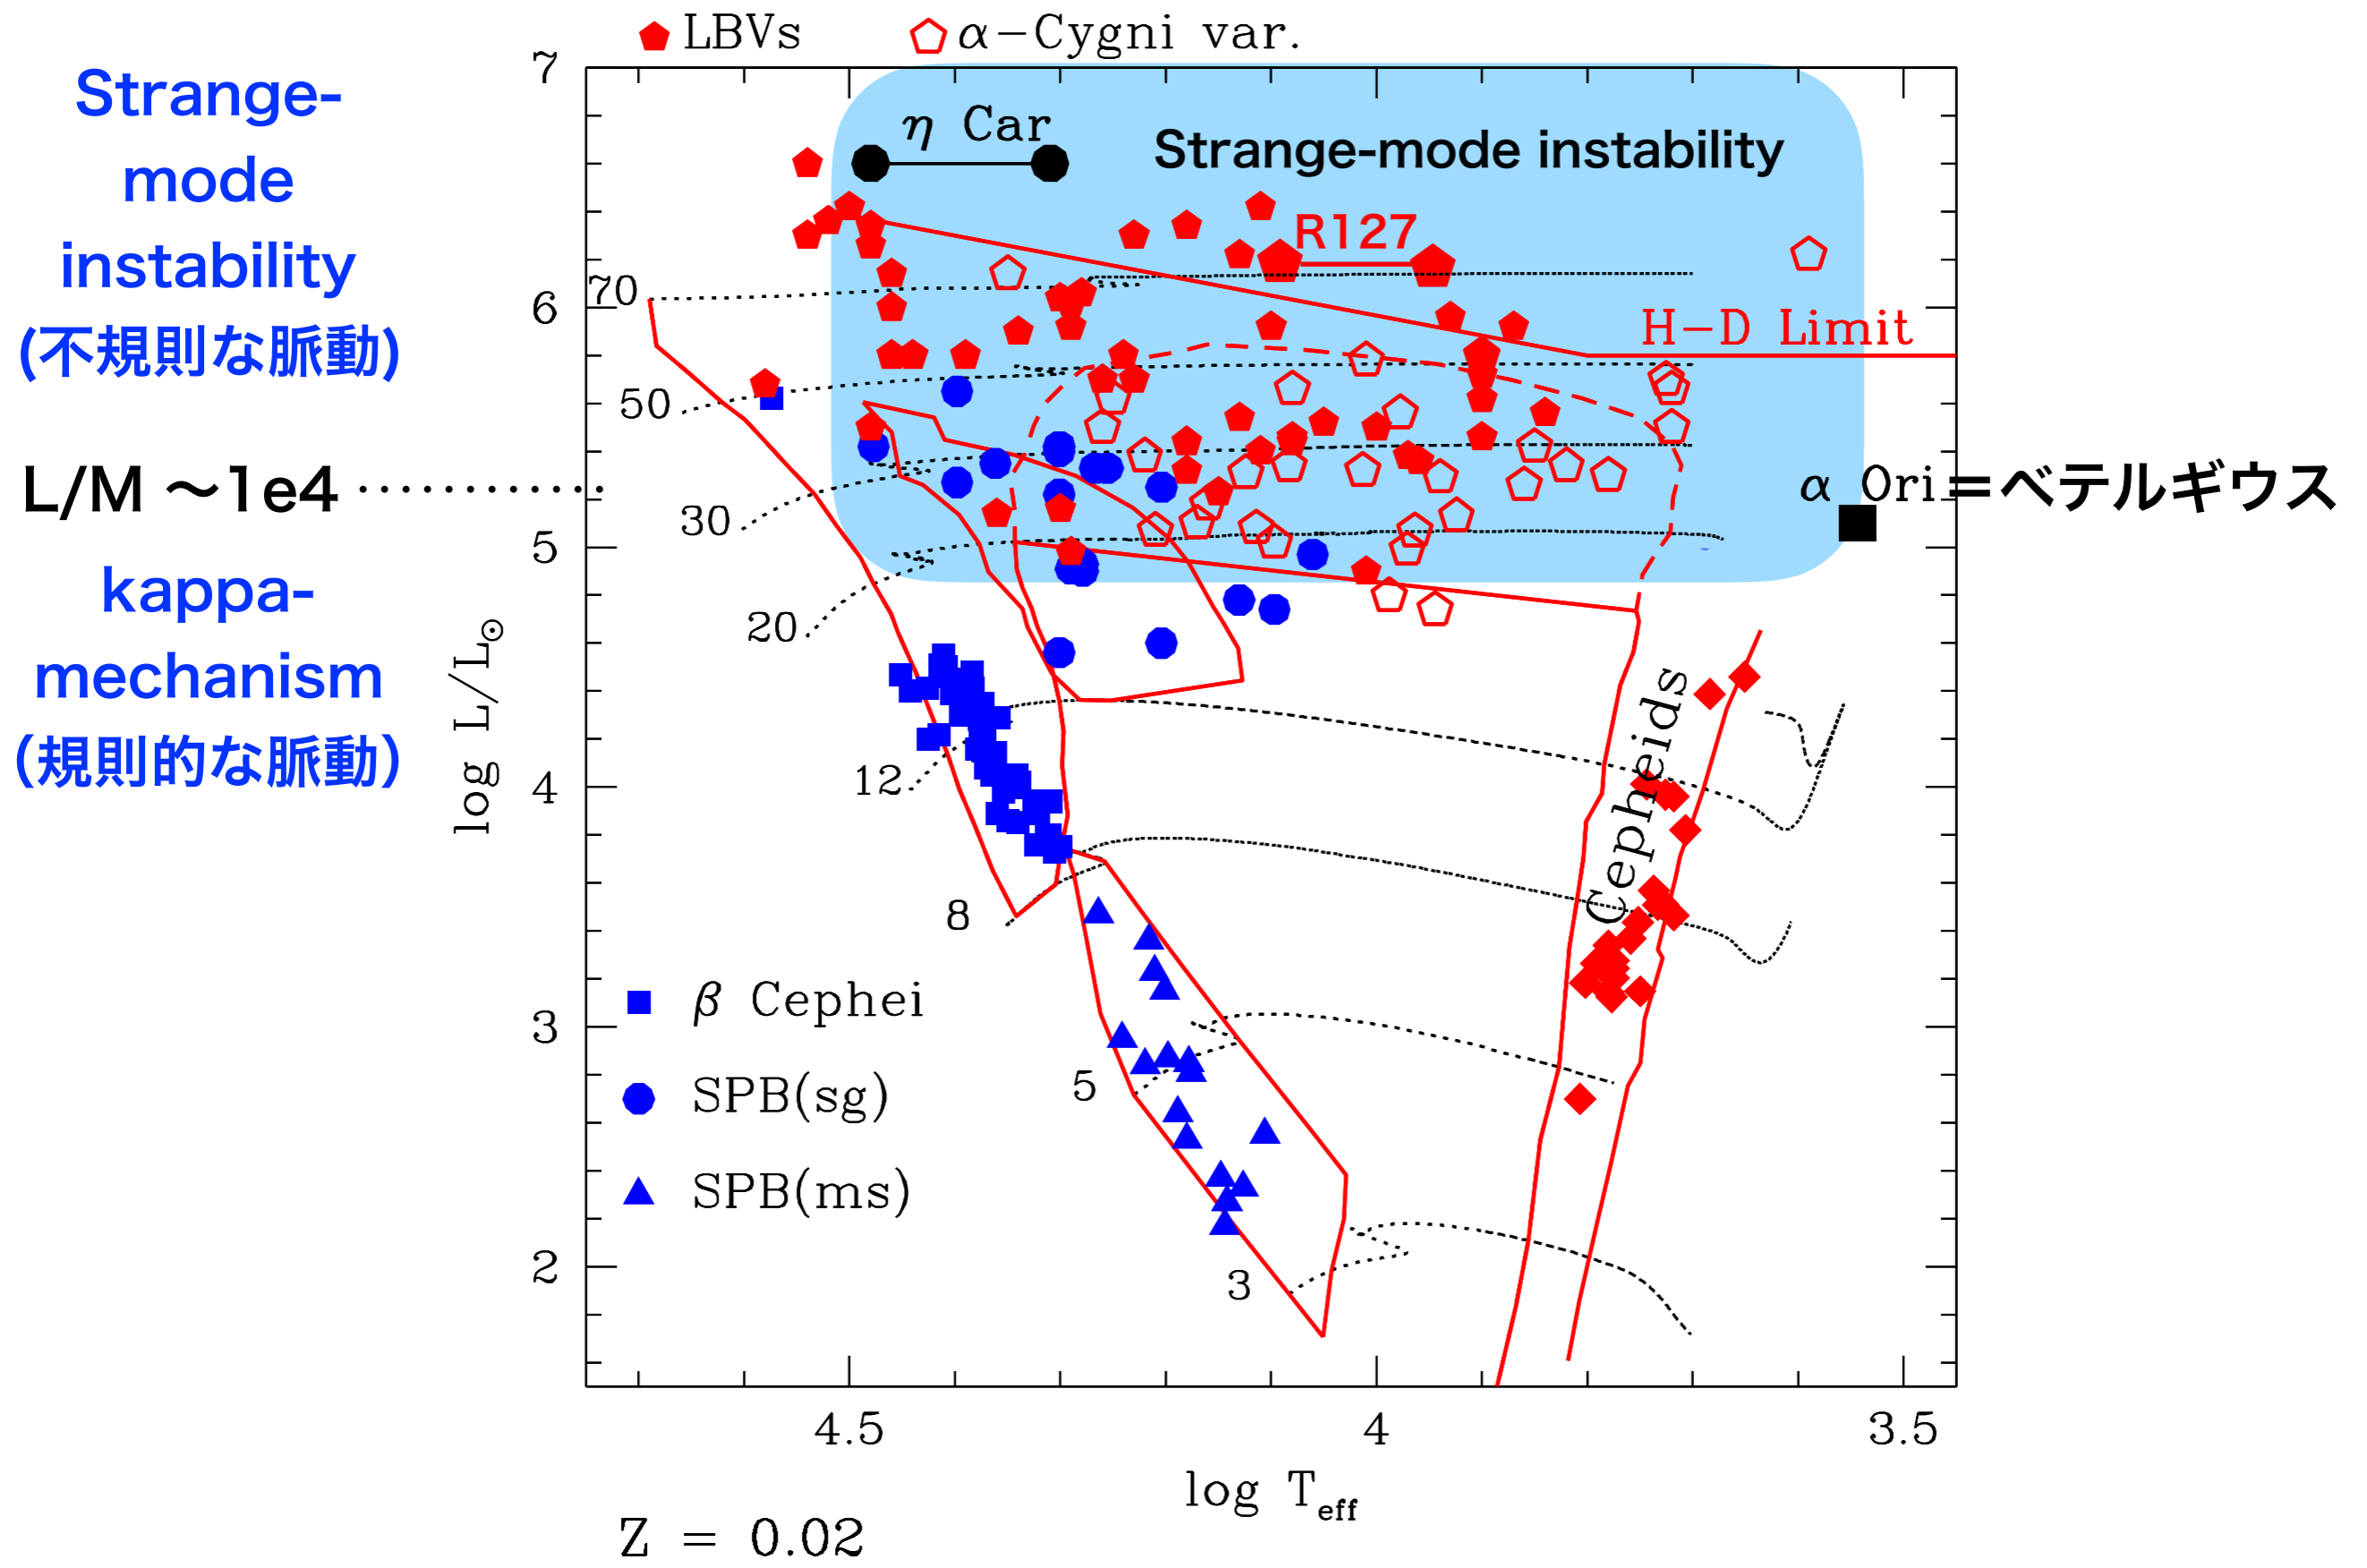 LBVs
α-Cygni var.
Strange-
mode
instability
(不規則な脈動)
L/M ～1e4
kappa-
mechanism
(規則的な脈動)
7
6
5
4
3
2
log L/L☉
η Car
Strange-mode instability
R127
H-D Limit
α Ori=ベテルギウス
70
50
30
20
12
8
5
3
Cepheids
β Cephei
SPB(sg)
SPB(ms)
4.5
4
3.5
log Teff
Z = 0.02